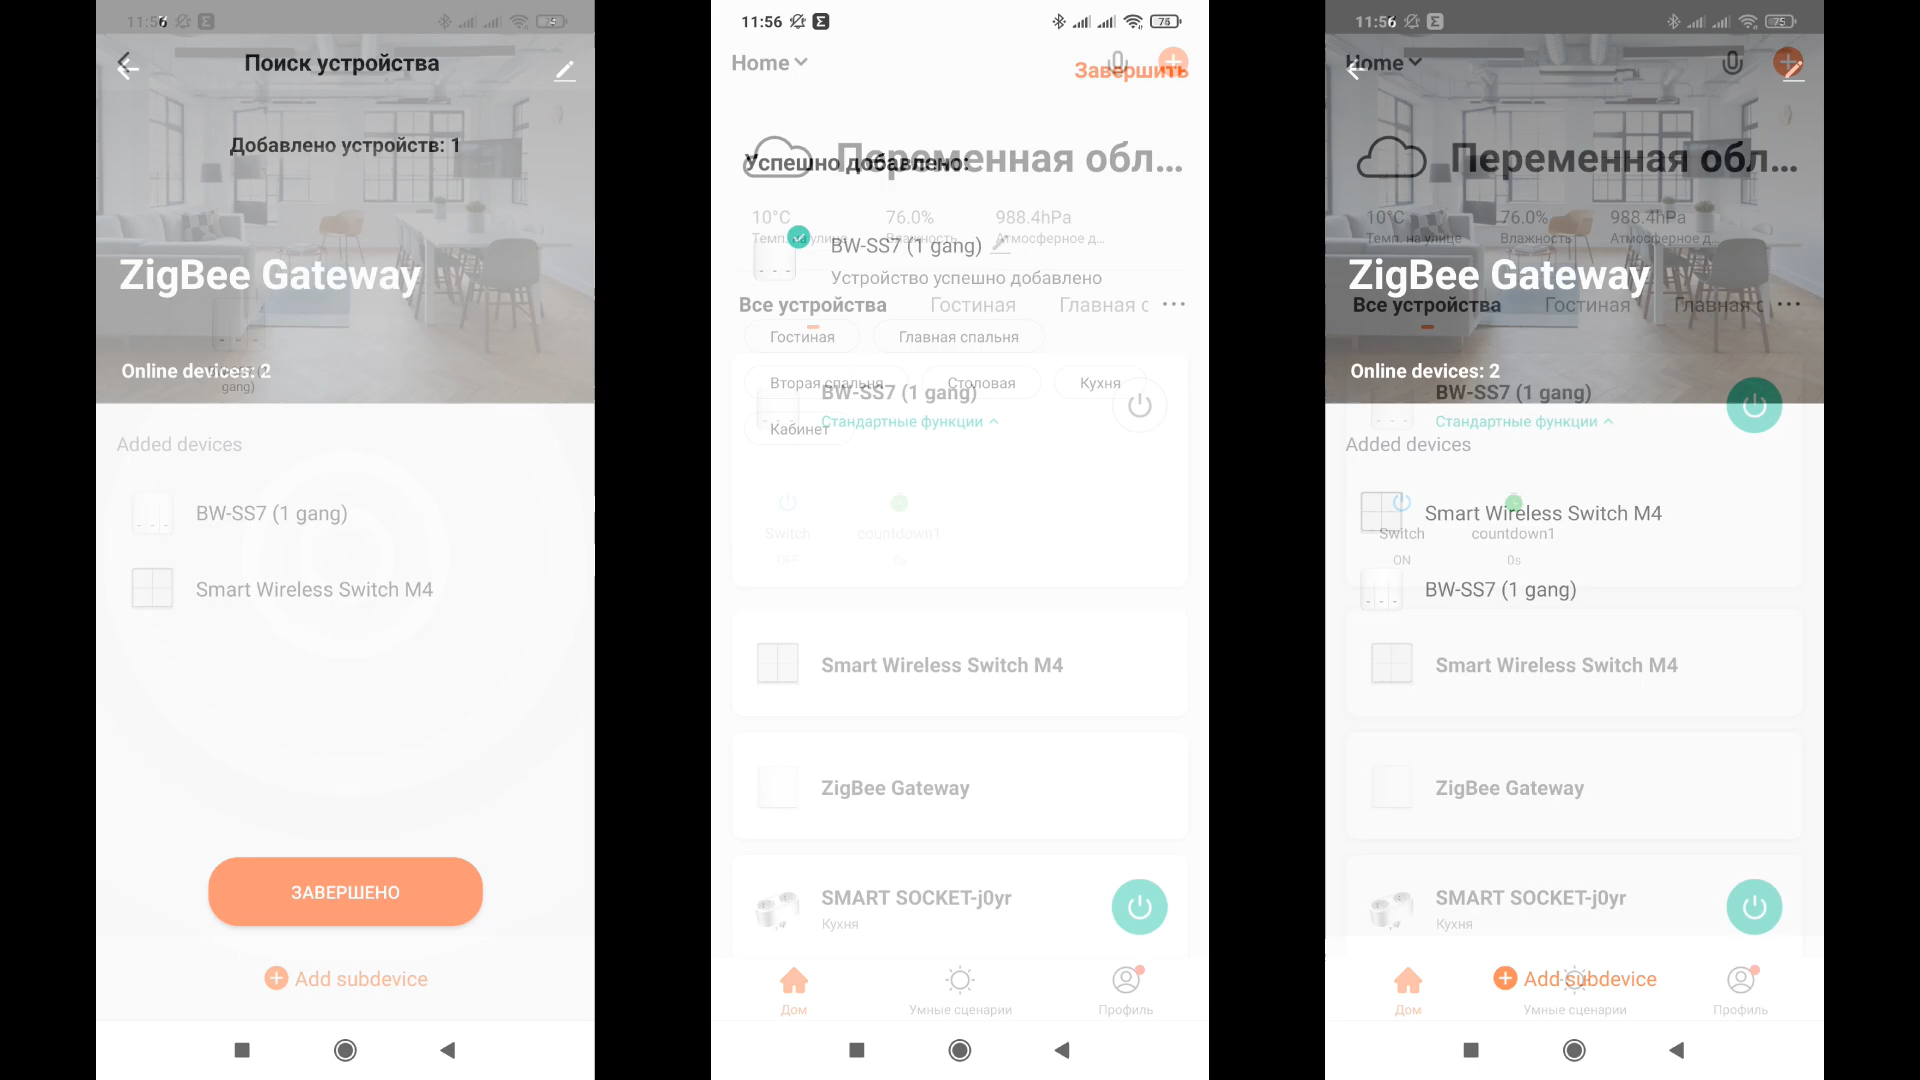 11:56
Поиск устройства
Добавлено устройств: 1
ZigBee Gateway
Online devices: 2
gang)
Added devices
BW-SS7 (1 gang)
Smart Wireless Switch M4
ЗАВЕРШЕНО
Add subdevice
11:56
75
Home
Завершить
Переменная обл...
Успешно добавлено:
10°C
76.0%
988.4hPa
Темп. на улице
Влажность
Атмосферное д...
BW-SS7 (1 gang)
Устройство успешно добавлено
Все устройства
Гостиная
Главная с
Гостиная
Главная спальня
Вторая спальня
Столовая
Кухня
BW-SS7 (1 gang)
Стандартные функции
Кабинет
Switch
countdown1
OFF
0s
Smart Wireless Switch M4
ZigBee Gateway
SMART SOCKET-j0yr
Кухня
Дом
Умные сценарии
Профиль
11:56
75
Home
Переменная обл...
10°C
76.0%
988.4hPa
Темп. на улице
Влажность
Атмосферное д...
ZigBee Gateway
Все устройства
Гостиная
Главная с
Online devices: 2
BW-SS7 (1 gang)
Стандартные функции
Added devices
Smart Wireless Switch M4
Switch
countdown1
ON
0s
BW-SS7 (1 gang)
Smart Wireless Switch M4
ZigBee Gateway
SMART SOCKET-j0yr
Кухня
Add subdevice
Дом
Умные сценарии
Профиль